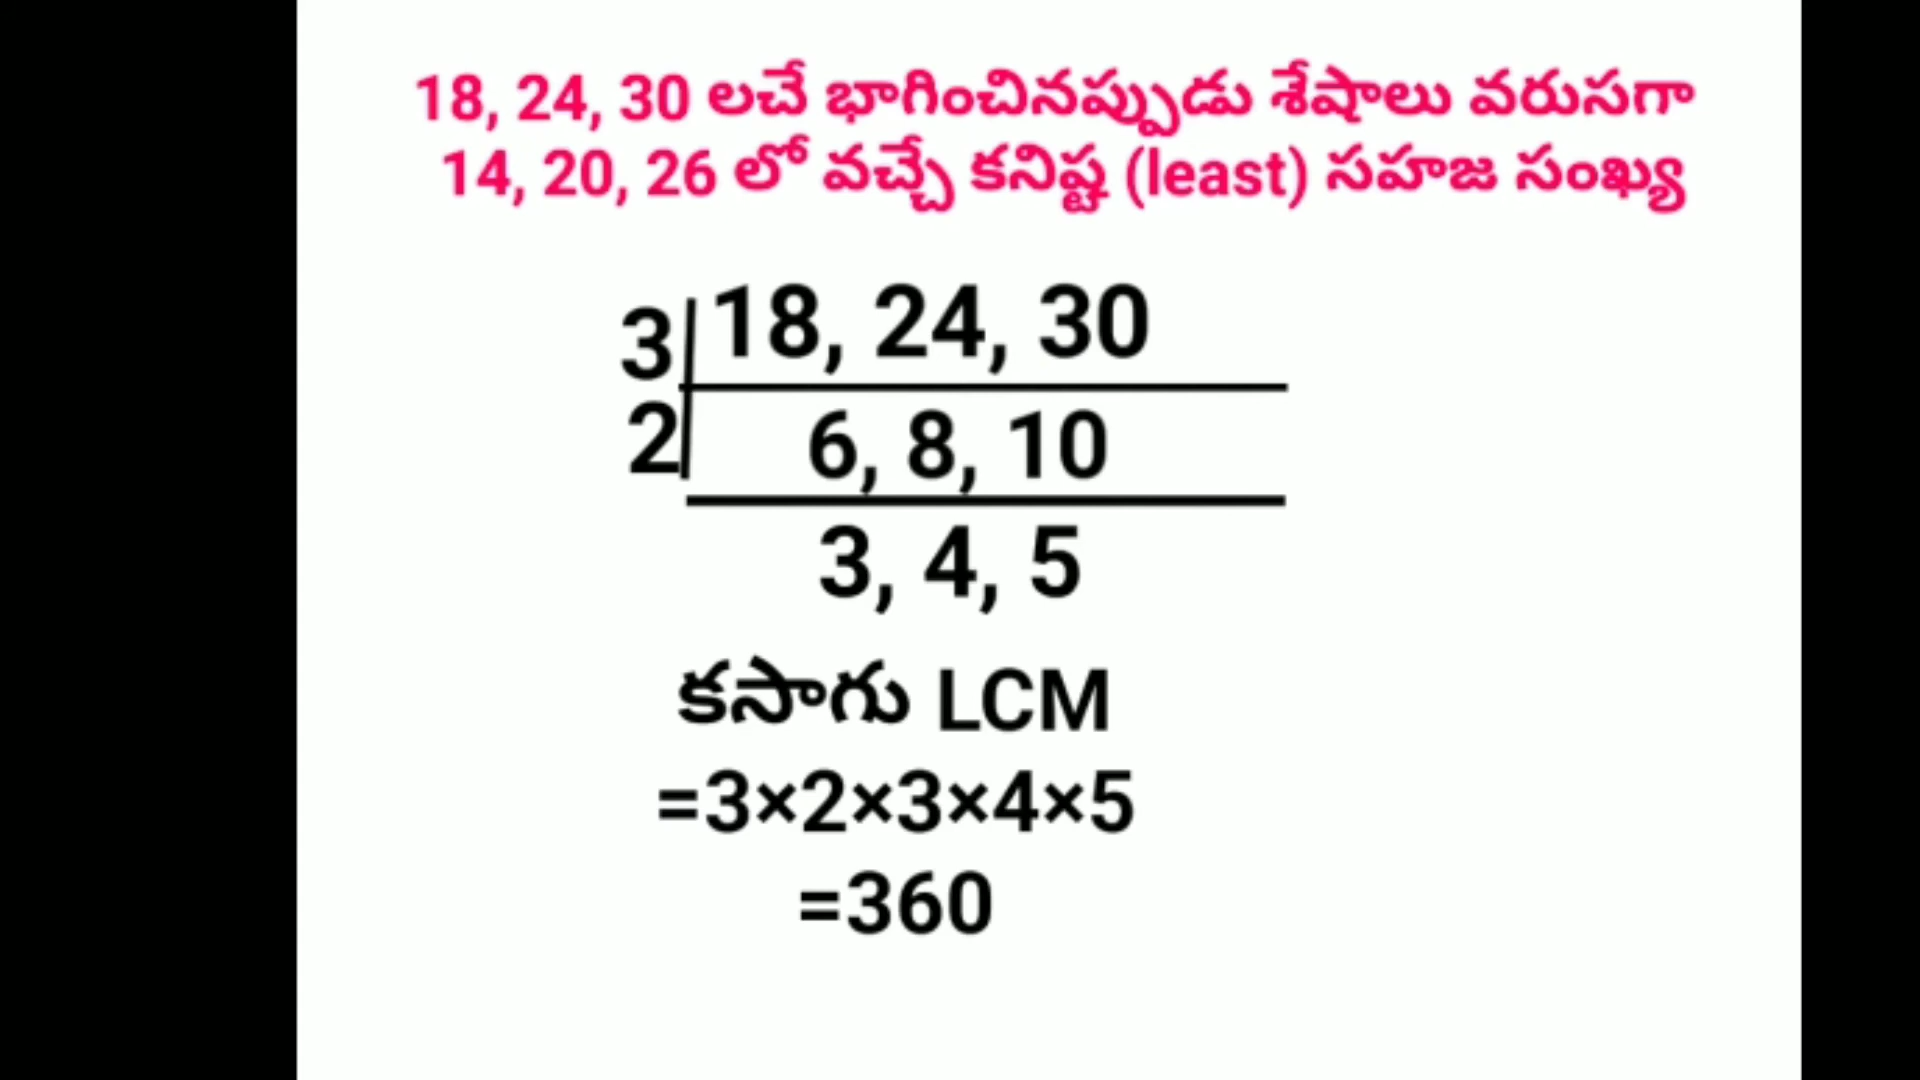 18, 24, 30 లచే భాగించినప్పుడు శేషాలు వరుసగా
14, 20, 26 లో వచ్చే కనిష్ట (least) సహజ సంఖ్య
3 18, 24, 30
2 6, 8, 10
3, 4, 5
కసాగు LCM
=3×2×3×4×5
=360